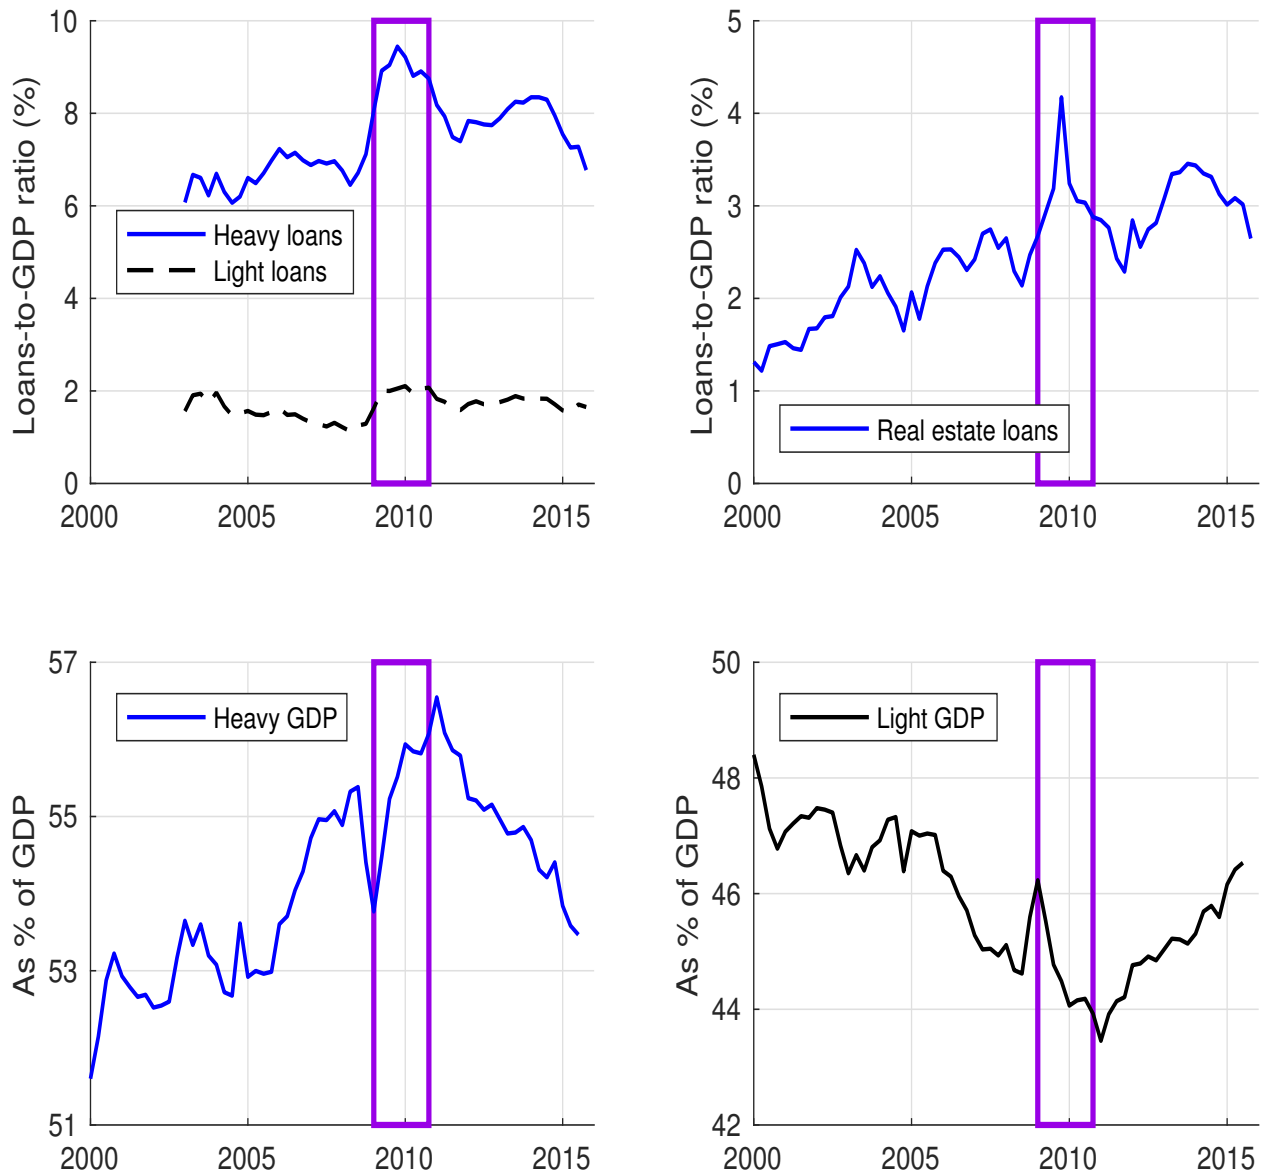 Loans-to-GDP ratio (%)
10
8
6
4
2
0
Heavy loans
Light loans
2000 2005 2010 2015
Loans-to-GDP ratio (%)
5
4
3
2
1
0
Real estate loans
2000 2005 2010 2015
As % of GDP
57
55
53
51
Heavy GDP
2000 2005 2010 2015
As % of GDP
50
48
46
44
42
Light GDP
2000 2005 2010 2015